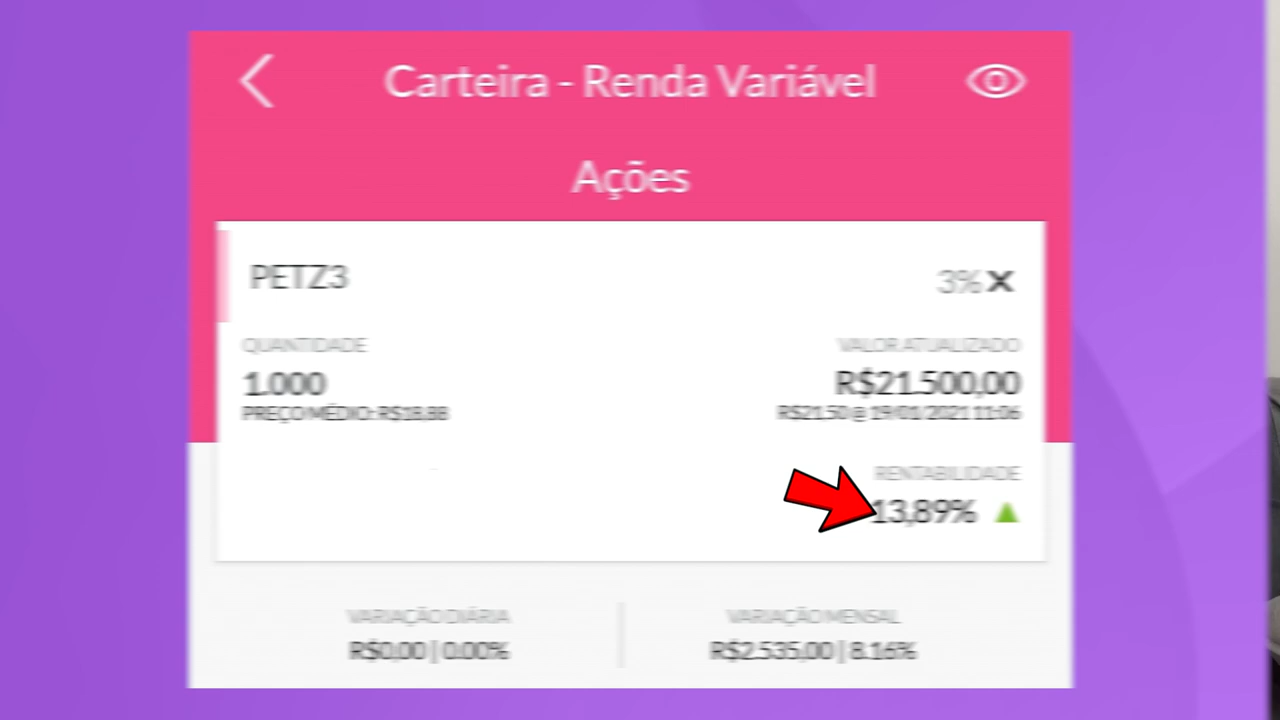 Carteira - Renda Variável
Ações
PETZ3
3%
QUANTIDADE
VALOR ATUALIZADO
1.000
R$21.500,00
PREÇO MÉDIO: R$18,88
R$21,50 @ 19/01/2021 11:06
RENTABILIDADE
13,89%
VARIAÇÃO DIÁRIA
VARIAÇÃO MENSAL
R$0,00 | 0.00%
R$2.535,00 | 8.16%